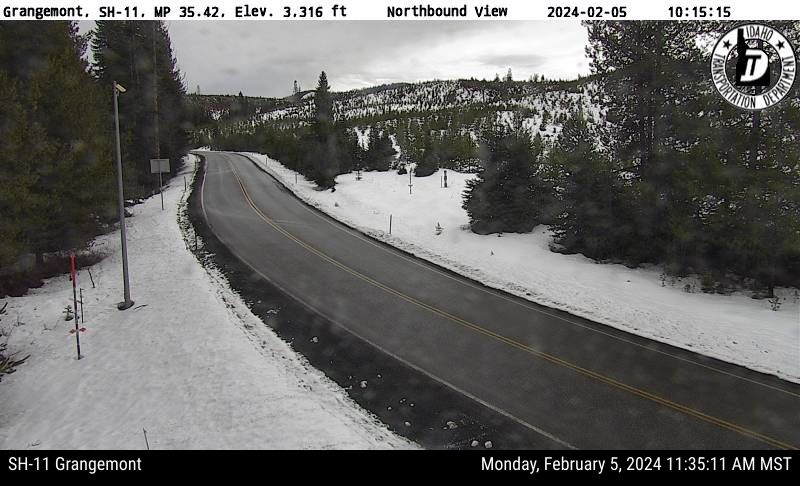 Grangemont, SH-11, MP 35.42, Elev. 3,316 ft Northbound View 2024-02-05 10:15:15
IDAHO TRANSPORTATION DEPARTMENT
SH-11 Grangemont Monday, February 5, 2024 11:35:11 AM MST